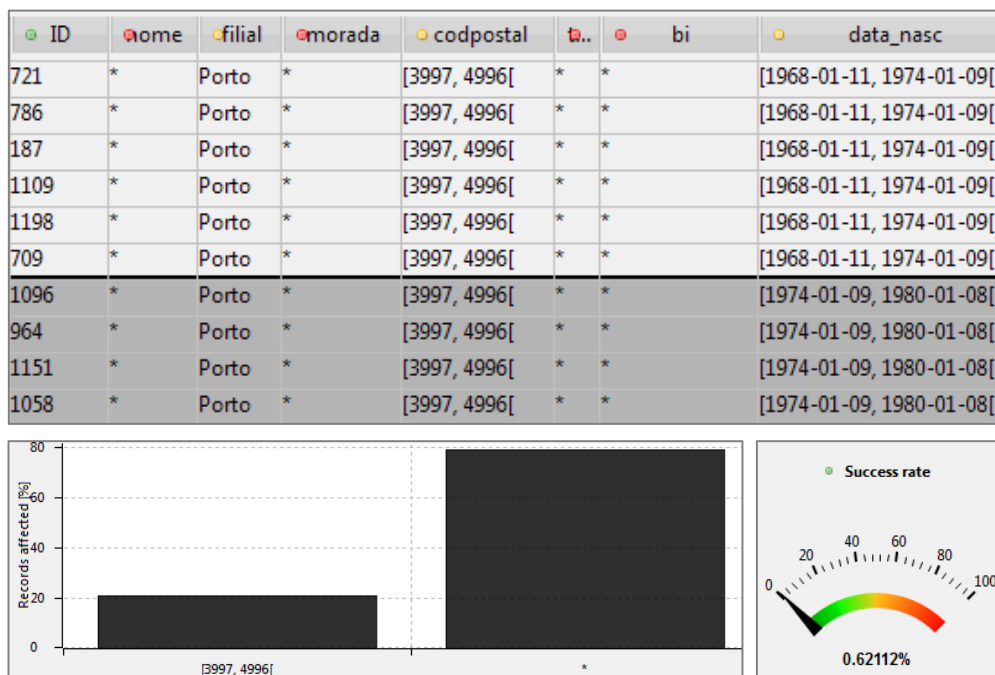 ID nome filial morada codpostal t... bi data_nasc
721 * Porto * [3997, 4996[ * * [1968-01-11, 1974-01-09[
786 * Porto * [3997, 4996[ * * [1968-01-11, 1974-01-09[
187 * Porto * [3997, 4996[ * * [1968-01-11, 1974-01-09[
1109 * Porto * [3997, 4996[ * * [1968-01-11, 1974-01-09[
1198 * Porto * [3997, 4996[ * * [1968-01-11, 1974-01-09[
709 * Porto * [3997, 4996[ * * [1968-01-11, 1974-01-09[
1096 * Porto * [3997, 4996[ * * [1974-01-09, 1980-01-08[
964 * Porto * [3997, 4996[ * * [1974-01-09, 1980-01-08[
1151 * Porto * [3997, 4996[ * * [1974-01-09, 1980-01-08[
1058 * Porto * [3997, 4996[ * * [1974-01-09, 1980-01-08[
Records affected [%]
80
60
40
20
0
[3997, 4996[ *
Success rate
0 20 40 60 80 100
0.62112%